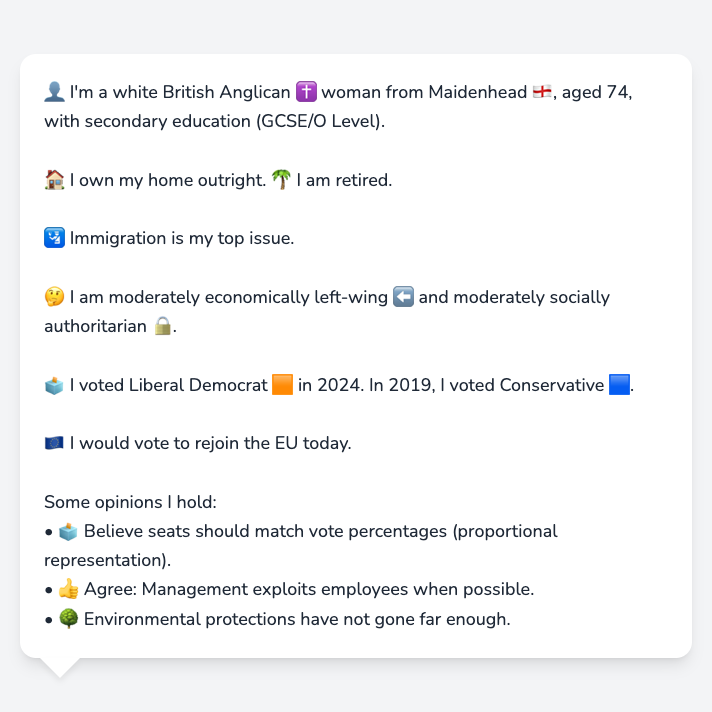 👤 I'm a white British Anglican ✝️ woman from Maidenhead 🏴󠁧󠁢󠁥󠁮󠁧󠁿, aged 74,
with secondary education (GCSE/O Level).
🏠 I own my home outright. 🌴 I am retired.
🛂 Immigration is my top issue.
🤔 I am moderately economically left-wing ⬅️ and moderately socially
authoritarian 🔒.
🗳️ I voted Liberal Democrat 🟧 in 2024. In 2019, I voted Conservative 🟦.
🇪🇺 I would vote to rejoin the EU today.
Some opinions I hold:
• 🗳️ Believe seats should match vote percentages (proportional
representation).
• 👍 Agree: Management exploits employees when possible.
• 🌳 Environmental protections have not gone far enough.